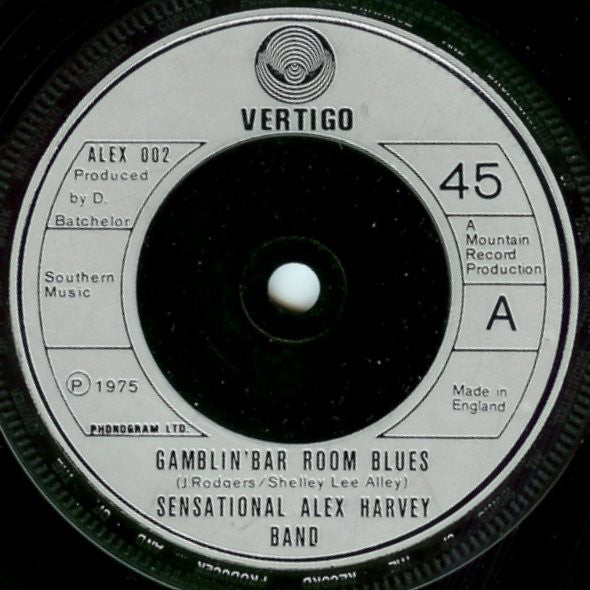 VERTIGO
ALEX 002
Produced
by D.
Batchelor
Southern
Music
Ⓟ 1975
PHONOGRAM LTD.
45
A
Mountain
Record
Production
A
Made in
England
GAMBLIN' BAR ROOM BLUES
(J.Rodgers/Shelley Lee Alley)
SENSATIONAL ALEX HARVEY
BAND